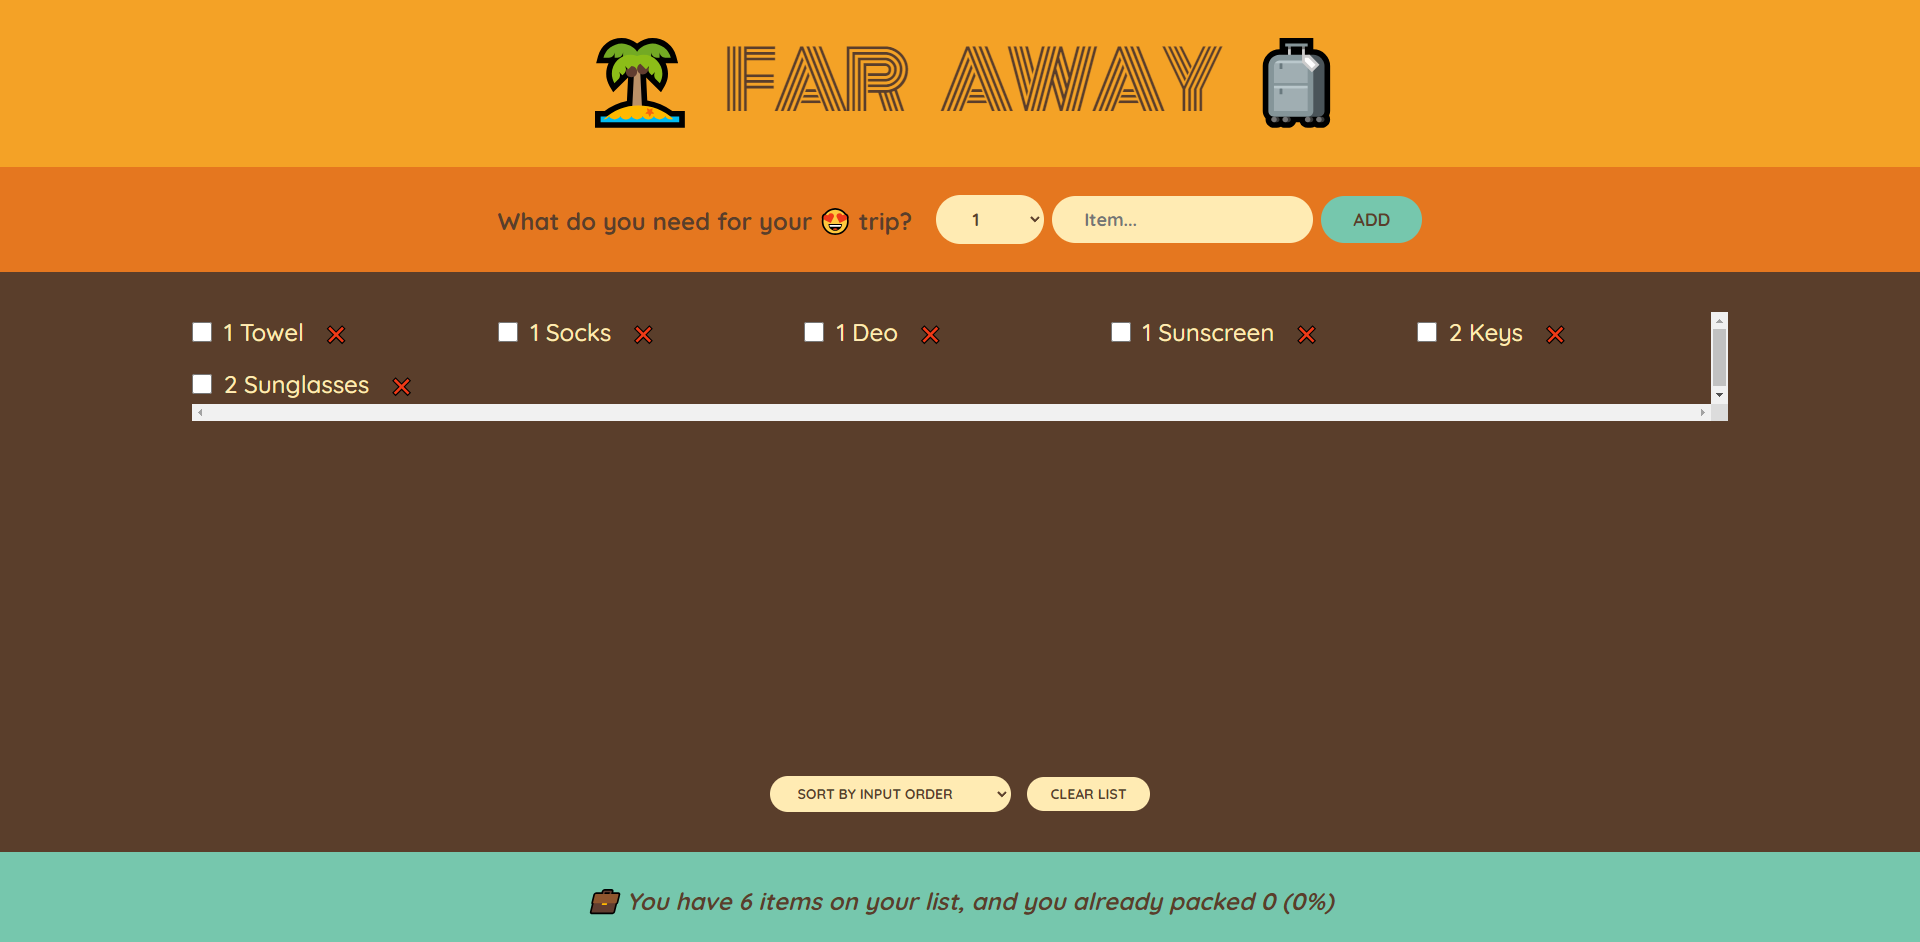 FAR AWAY
What do you need for your 😍 trip? 1 Item... ADD
1 Towel ❌ 1 Socks ❌ 1 Deo ❌ 1 Sunscreen ❌ 2 Keys ❌
2 Sunglasses ❌
SORT BY INPUT ORDER CLEAR LIST
💼 You have 6 items on your list, and you already packed 0 (0%)